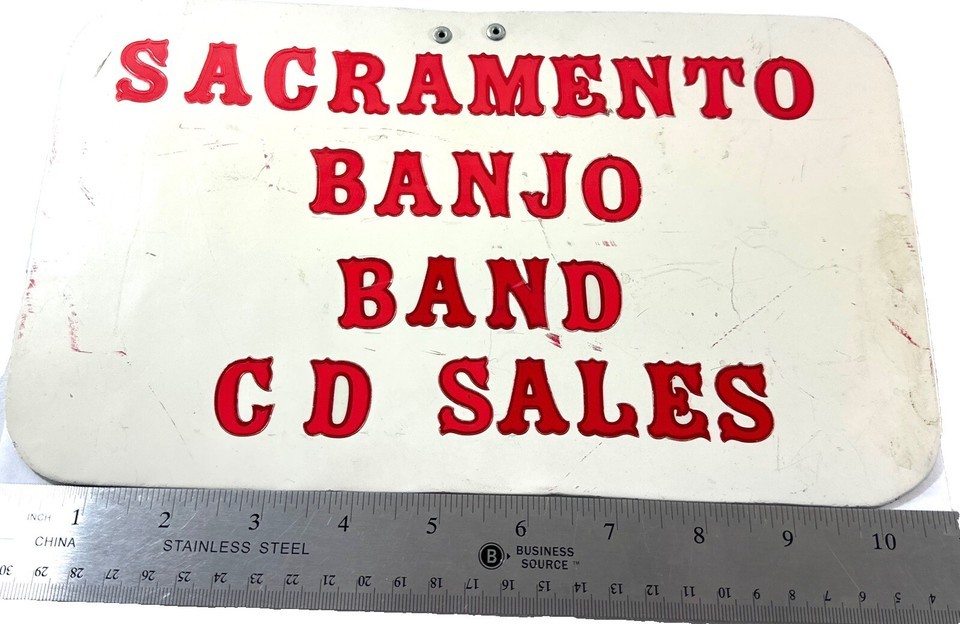 SACRAMENTO
BANJO
BAND
CD SALES
INCH 1 2 3 4 5 6 7 8 9 10
CHINA
STAINLESS STEEL
B BUSINESS
SOURCE™
30 29 28 27 26 25 24 23 22 21 20 19 18 17 16 15 14 13 12 11 10 9 8 7 6 5 4